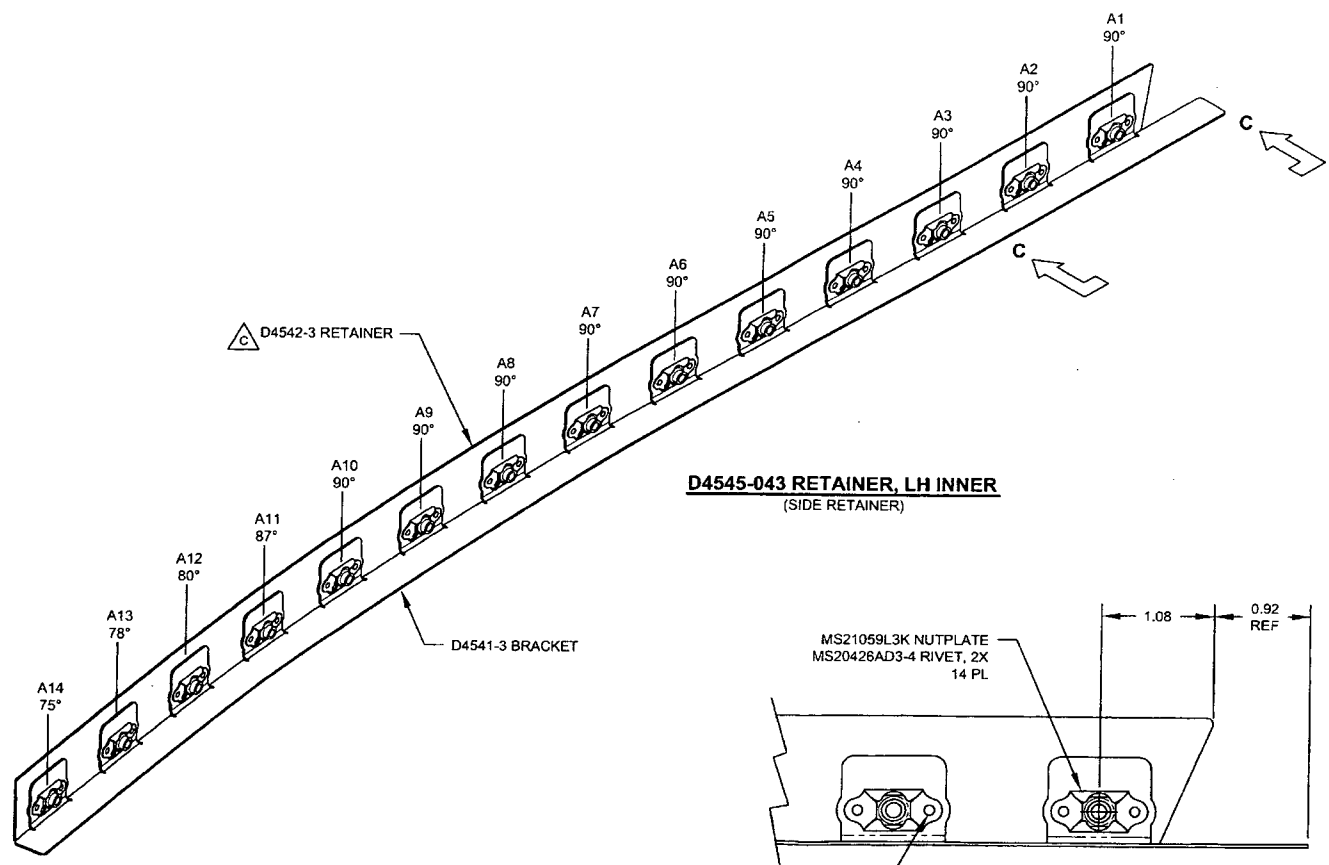 A1
90°
A2
90°
A3
90°
A4
90°
A5
90°
A6
90°
A7
90°
A8
90°
A9
90°
A10
90°
A11
87°
A12
80°
A13
78°
A14
75°
C
C
C D4542-3 RETAINER
D4541-3 BRACKET
D4545-043 RETAINER, LH INNER
(SIDE RETAINER)
MS21059L3K NUTPLATE
MS20426AD3-4 RIVET, 2X
14 PL
1.08
0.92
REF